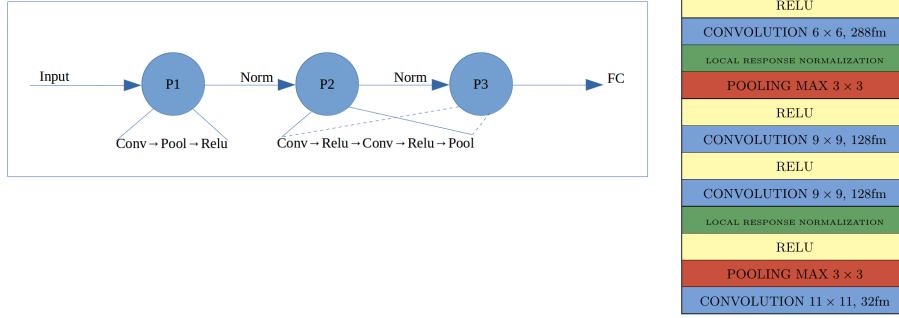 Input
P1
Norm
P2
Norm
P3
FC
Conv→Pool→Relu
Conv→Relu→Conv→Relu→Pool
RELU
CONVOLUTION 6 × 6, 288fm
LOCAL RESPONSE NORMALIZATION
POOLING MAX 3 × 3
RELU
CONVOLUTION 9 × 9, 128fm
RELU
CONVOLUTION 9 × 9, 128fm
LOCAL RESPONSE NORMALIZATION
RELU
POOLING MAX 3 × 3
CONVOLUTION 11 × 11, 32fm